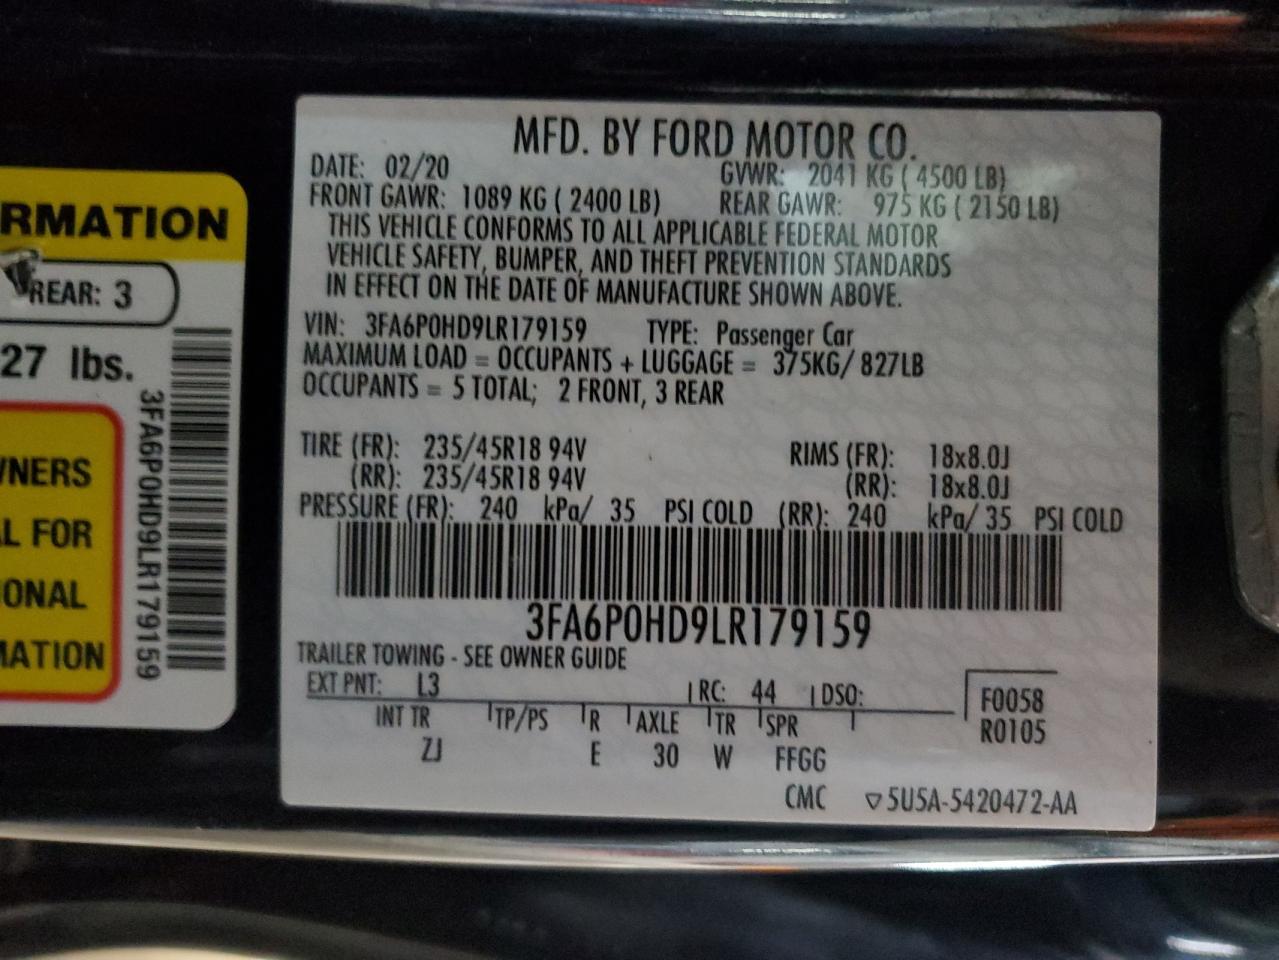 RMATION
REAR: 3
27 lbs.
3FA6P0HD9LR179159
WNERS
L FOR
IONAL
MATION
MFD. BY FORD MOTOR CO.
DATE: 02/20 GVWR: 2041 KG ( 4500 LB)
FRONT GAWR: 1089 KG ( 2400 LB) REAR GAWR: 975 KG ( 2150 LB)
THIS VEHICLE CONFORMS TO ALL APPLICABLE FEDERAL MOTOR
VEHICLE SAFETY, BUMPER, AND THEFT PREVENTION STANDARDS
IN EFFECT ON THE DATE OF MANUFACTURE SHOWN ABOVE.
VIN: 3FA6P0HD9LR179159 TYPE: Passenger Car
MAXIMUM LOAD = OCCUPANTS + LUGGAGE = 375KG/ 827LB
OCCUPANTS = 5 TOTAL; 2 FRONT, 3 REAR
TIRE (FR): 235/45R18 94V RIMS (FR): 18x8.0J
(RR): 235/45R18 94V (RR): 18x8.0J
PRESSURE (FR): 240 kPa/ 35 PSI COLD (RR): 240 kPa/ 35 PSI COLD
3FA6P0HD9LR179159
TRAILER TOWING - SEE OWNER GUIDE
EXT PNT: L3 RC: 44 DSO: F0058
INT TR TP/PS R AXLE TR SPR R0105
ZJ E 30 W FFGG
CMC ▽5U5A-5420472-AA